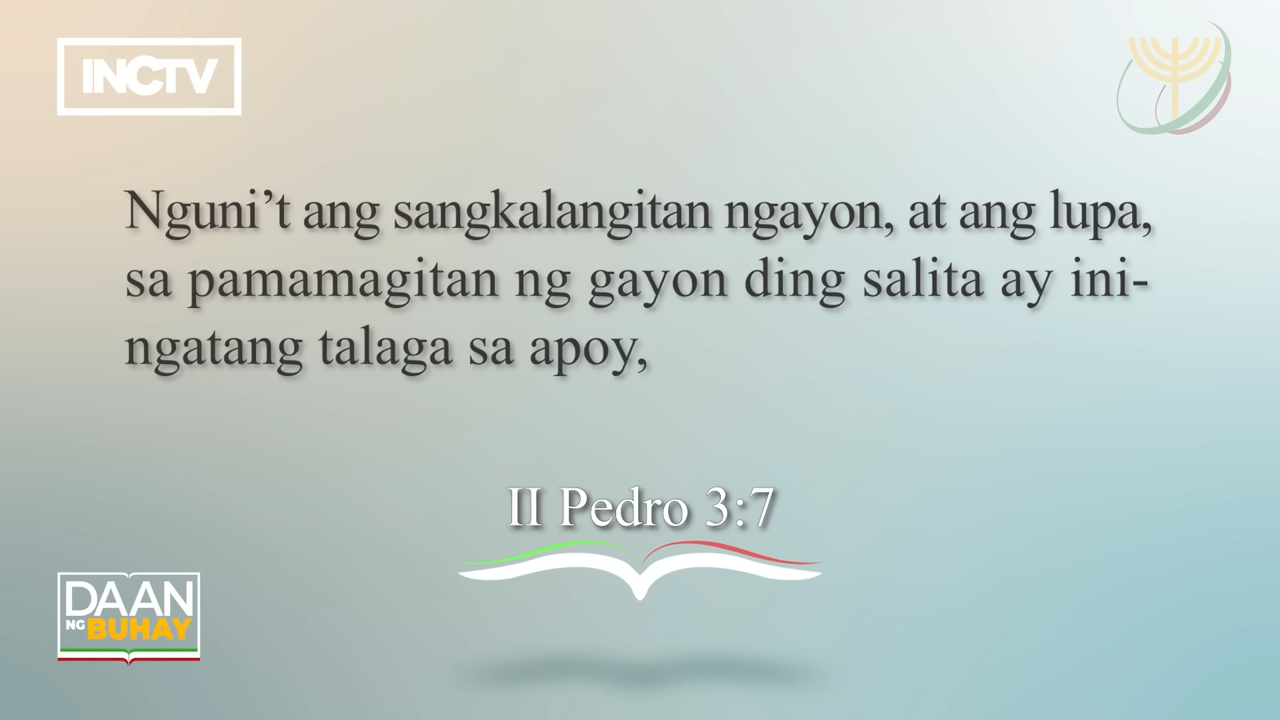 INCTV
Nguni’t ang sangkalangitan ngayon, at ang lupa,
sa pamamagitan ng gayon ding salita ay ini-
ngatang talaga sa apoy,
II Pedro 3:7
DAAN
NG BUHAY